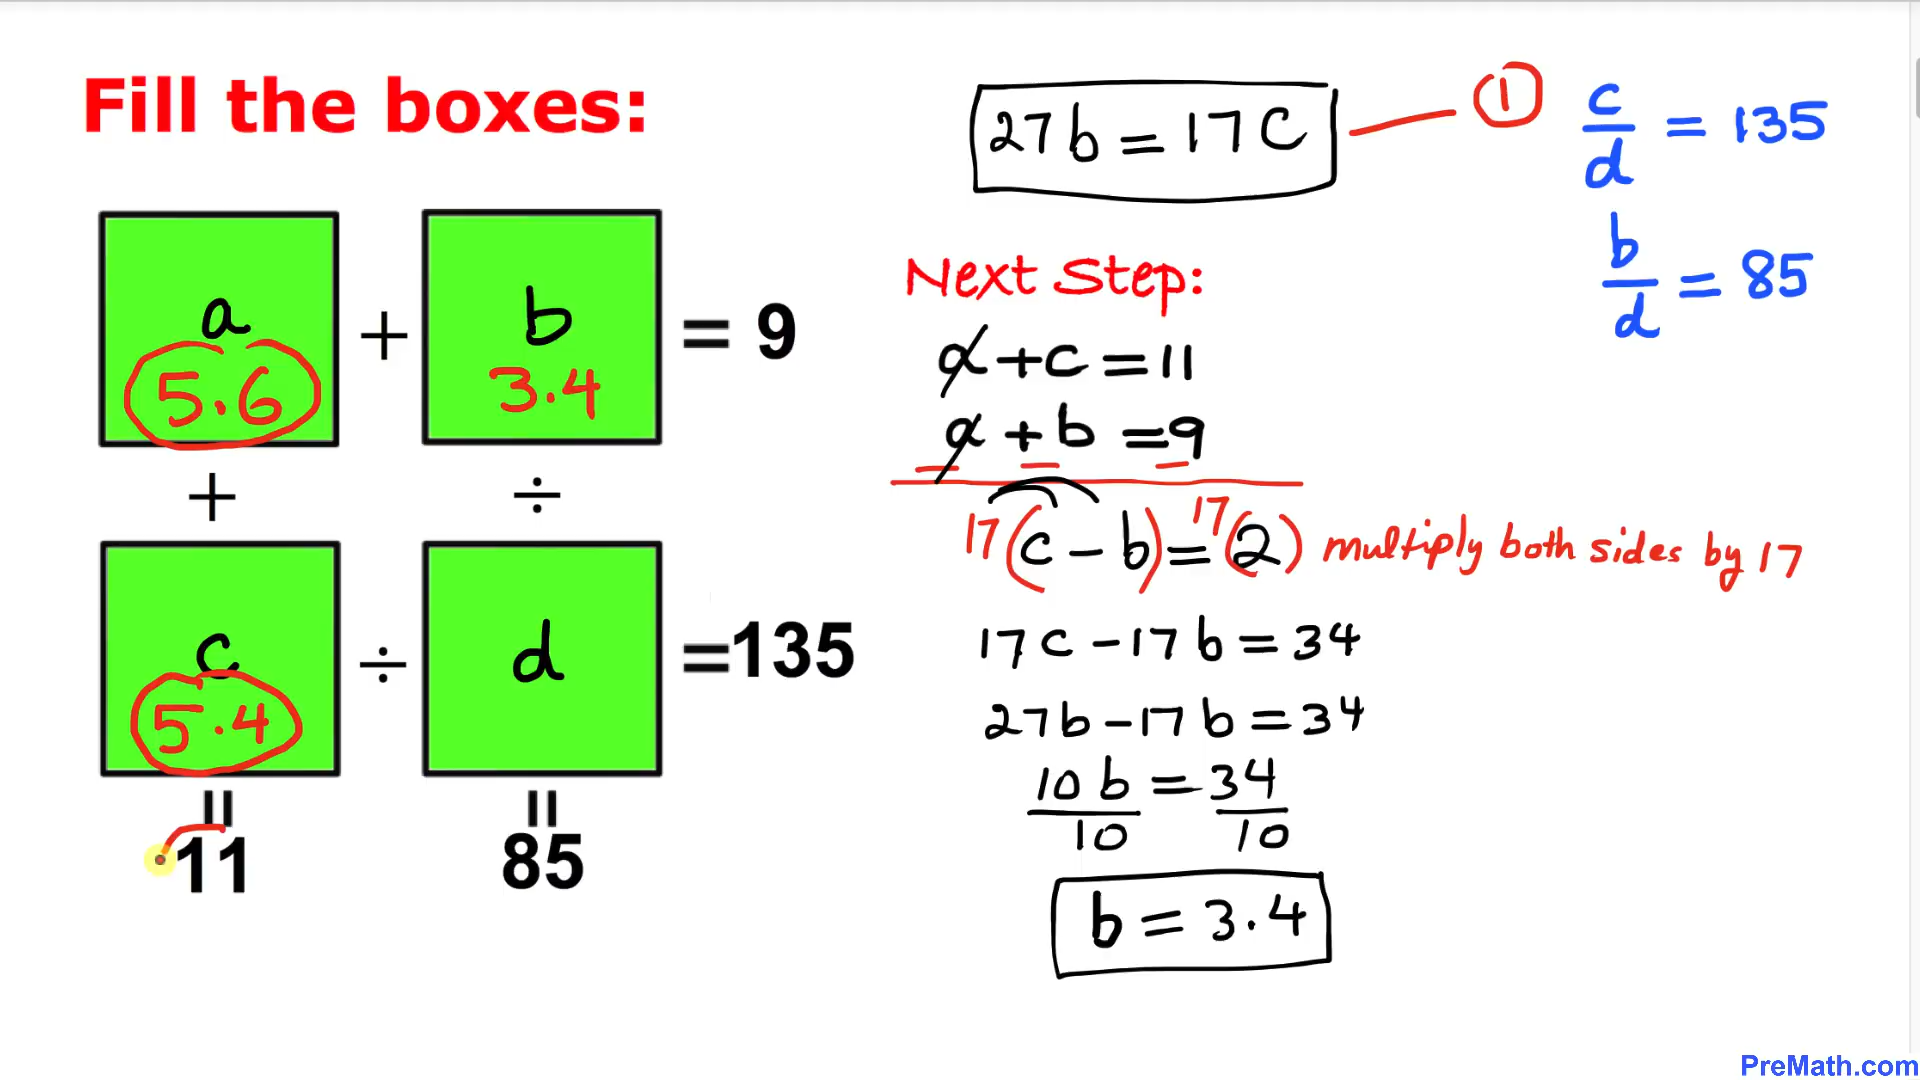 Fill the boxes:
a + b = 9
5.6 3.4
+ ÷
c ÷ d =135
5.4
= =
11 85
27b = 17C — 1
c/d = 135
b/d = 85
Next Step:
a + c = 11
a + b = 9
17(c - b) = 17(2) multiply both sides by 17
17c - 17b = 34
27b - 17b = 34
10b = 34
10 10
b = 3.4
PreMath.com